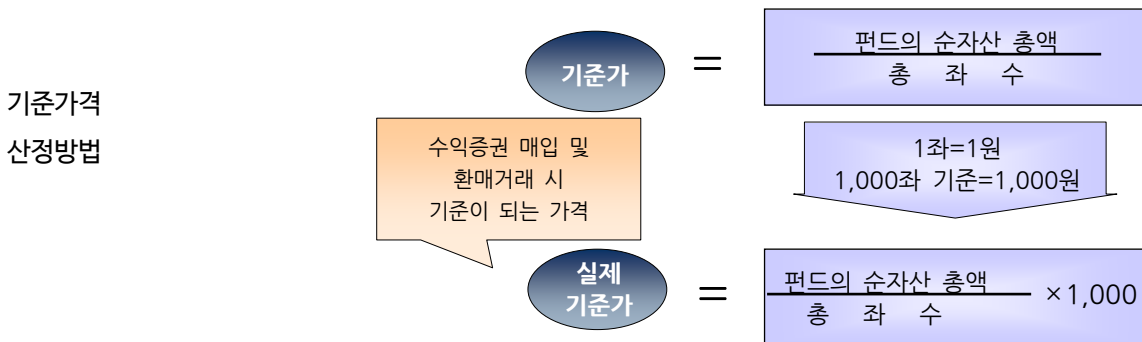 기준가격
산정방법
기준가
=
펀드의 순자산 총액
총 좌 수
수익증권 매입 및
환매거래 시
기준이 되는 가격
1좌=1원
1,000좌 기준=1,000원
실제
기준가
=
펀드의 순자산 총액
총 좌 수
×1,000